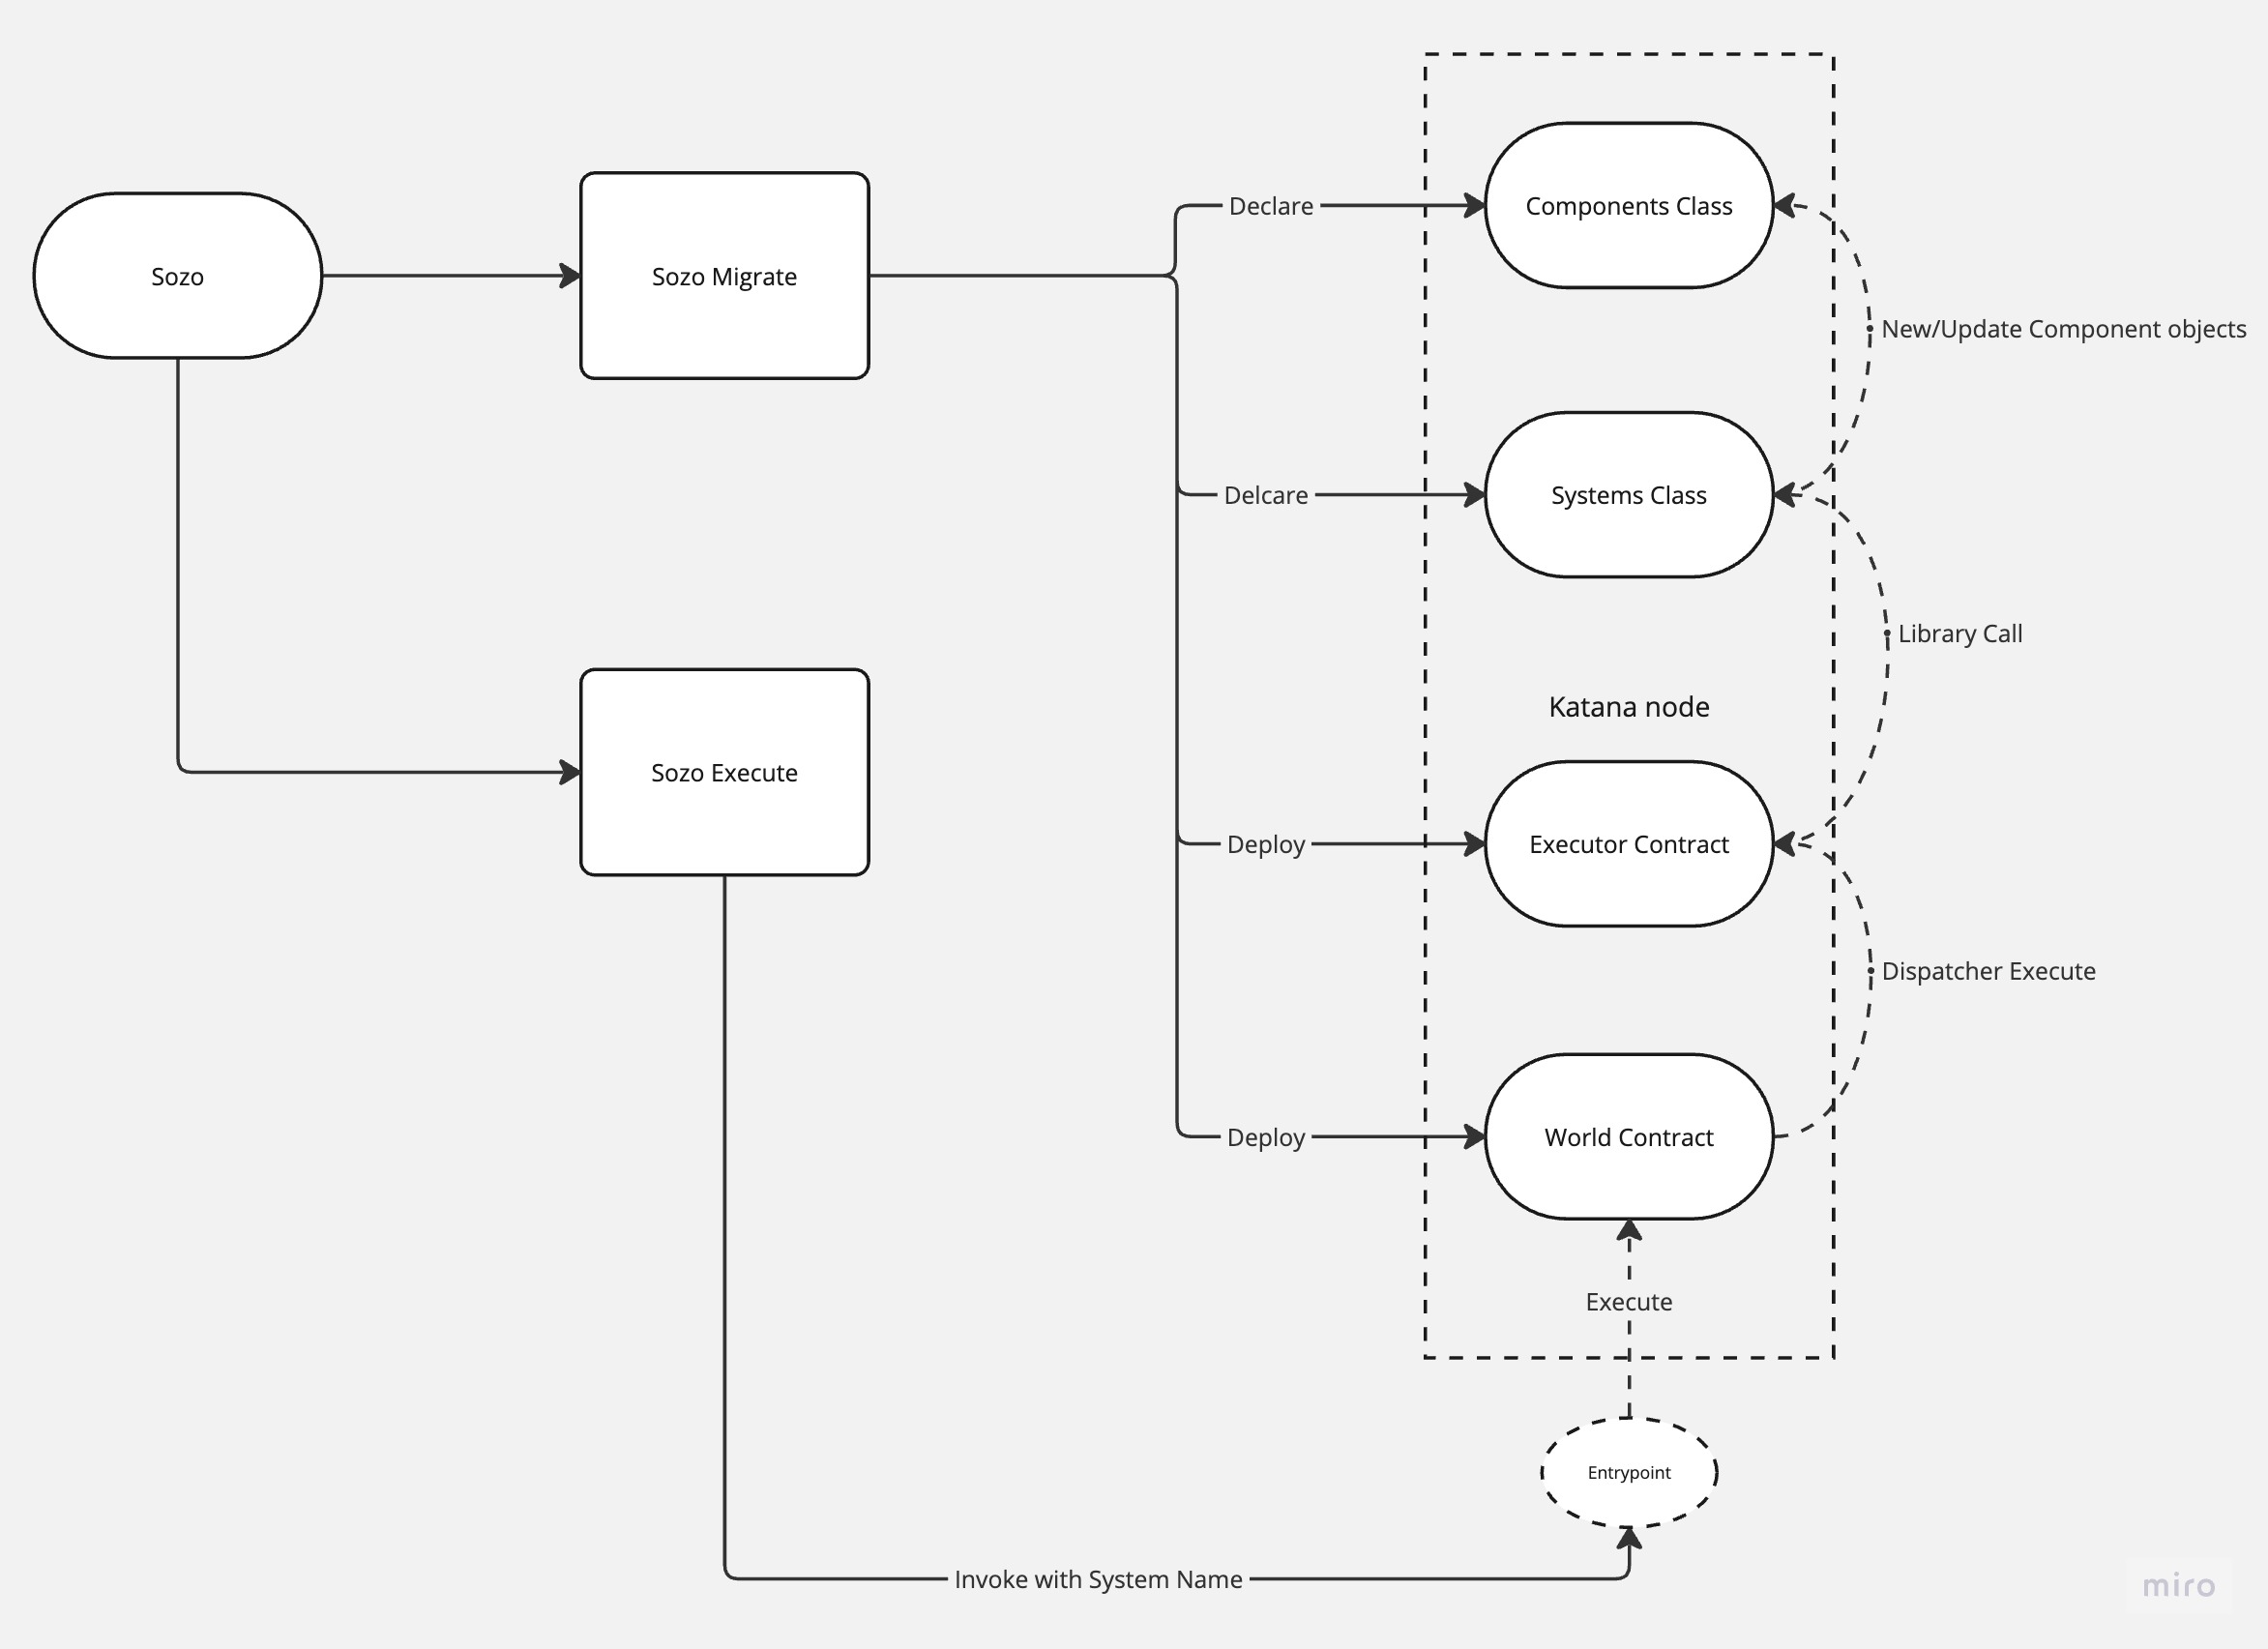 Sozo
Sozo Migrate
Declare
Components Class
New/Update Component objects
Delcare
Systems Class
Library Call
Katana node
Sozo Execute
Deploy
Executor Contract
Dispatcher Execute
Deploy
World Contract
Execute
Entrypoint
Invoke with System Name
miro